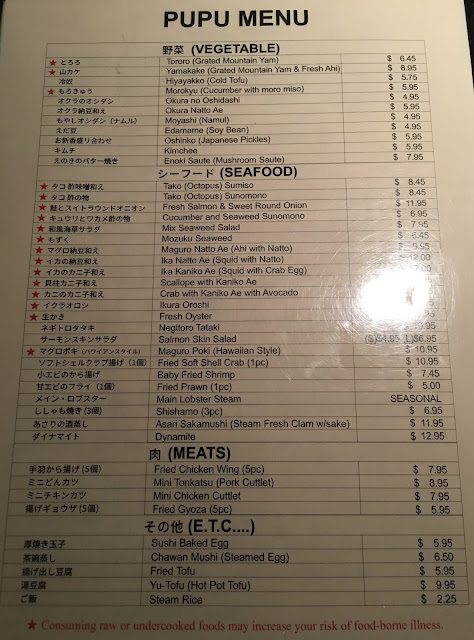 PUPU MENU
野菜 (VEGETABLE)
★ とろろ Tororo (Grated Mountain Yam) $ 6.45
★ 山カケ Yamakake (Grated Mountain Yam & Fresh Ahi) $ 8.95
冷奴 Hiyayakko (Cold Tofu) $ 5.75
★ もろきゅう Morokyu (Cucumber with moro miso) $ 5.95
オクラのオシダシ Okura no Oshidashi $ 4.95
オクラ納豆和え Okura Natto Ae $ 5.95
もやしオシダシ (ナムル) Moyashi (Namul) $ 4.95
えだ豆 Edamame (Soy Bean) $ 4.95
お新香盛り合わせ Oshinko (Japanese Pickles) $ 5.95
キムチ Kimchee $ 5.95
えのきのバター焼き Enoki Saute (Mushroom Saute) $ 7.95
シーフード (SEAFOOD)
★ タコ 酢味噌和え Tako (Octopus) Sumiso $ 8.45
★ タコ 酢の物 Tako (Octopus) Sunomono $ 8.45
★ 鮭とスイトラウンドオニオン Fresh Salmon & Sweet Round Onion $ 11.95
★ キュウリとワカメ酢の物 Cucumber and Seaweed Sunomono $ 6.95
★ 和風海草サラダ Mix Seaweed Salad $ 7.95
★ もずく Mozuku Seaweed $ 6.45
★ マグロ納豆和え Maguro Natto Ae (Ahi with Natto)
★ イカの納豆和え Ika Natto Ae (Squid with Natto)
★ イカのカニ子和え Ika Kaniko Ae (Squid with Crab Egg)
★ 貝柱カニ子和え Scallope with Kaniko Ae
★ カニのカニ子和え Crab with Kaniko Ae with Avocado
★ イクラオロシ Ikura Oroshi
★ 生かき Fresh Oyster
ネギトロタタキ Negitoro Tataki
サーモンスキンサラダ Salmon Skin Salad (S)$4.95 (L)$6.95
★ マグロポキ (ハワイアンスタイル) Maguro Poki (Hawaiian Style) $ 10.95
ソフトシェルクラブ揚げ (1個) Fried Soft Shell Crab (1pc) $ 10.95
小エビのから揚げ Baby Fried Shrimp $ 7.45
甘エビのフライ (1個) Fried Prawn (1pc) $ 5.00
メイン・ロブスター Main Lobster Steam SEASONAL
ししゃも焼き (3個) Shishamo (3pc) $ 6.95
あさりの酒蒸し Asari Sakamushi (Steam Fresh Clam w/sake) $ 11.95
ダイナマイト Dynamite $ 12.95
肉 (MEATS)
手羽から揚げ (5個) Fried Chicken Wing (5pc) $ 7.95
ミニどんカツ Mini Tonkatsu (Pork Cuttlet) $ 8.95
ミニチキンカツ Mini Chicken Cuttlet $ 7.95
揚げギョウザ (5個) Fried Gyoza (5pc) $ 5.95
その他 (E.T.C....)
厚焼き玉子 Sushi Baked Egg $ 5.95
茶碗蒸し Chawan Mushi (Steamed Egg) $ 6.50
揚げ出し豆腐 Fried Tofu $ 5.95
湯豆腐 Yu-Tofu (Hot Pot Tofu) $ 9.95
ご飯 Steam Rice $ 2.25
★ Consuming raw or undercooked foods may increase your risk of food-borne illness.